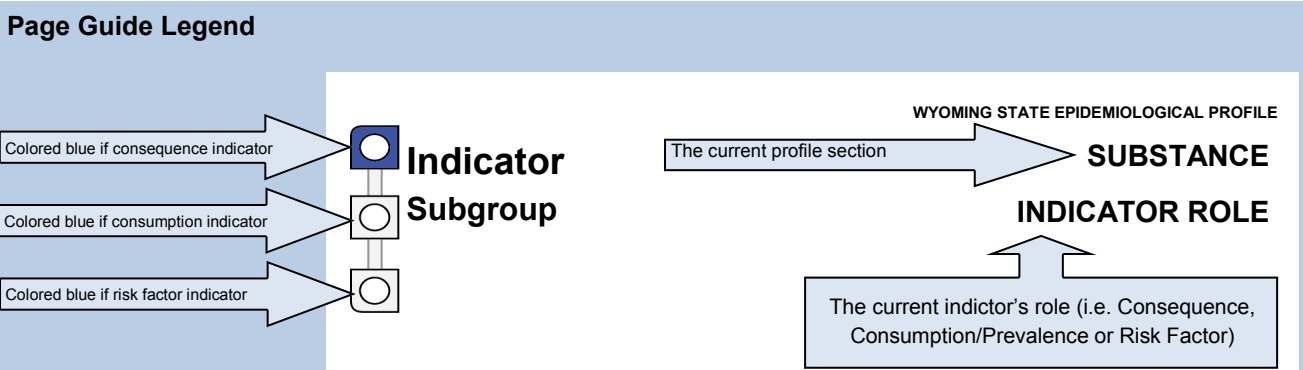 Page Guide Legend
WYOMING STATE EPIDEMIOLOGICAL PROFILE
Colored blue if consequence indicator
Indicator
The current profile section
SUBSTANCE
Colored blue if consumption indicator
Subgroup
INDICATOR ROLE
Colored blue if risk factor indicator
The current indictor's role (i.e. Consequence,
Consumption/Prevalence or Risk Factor)